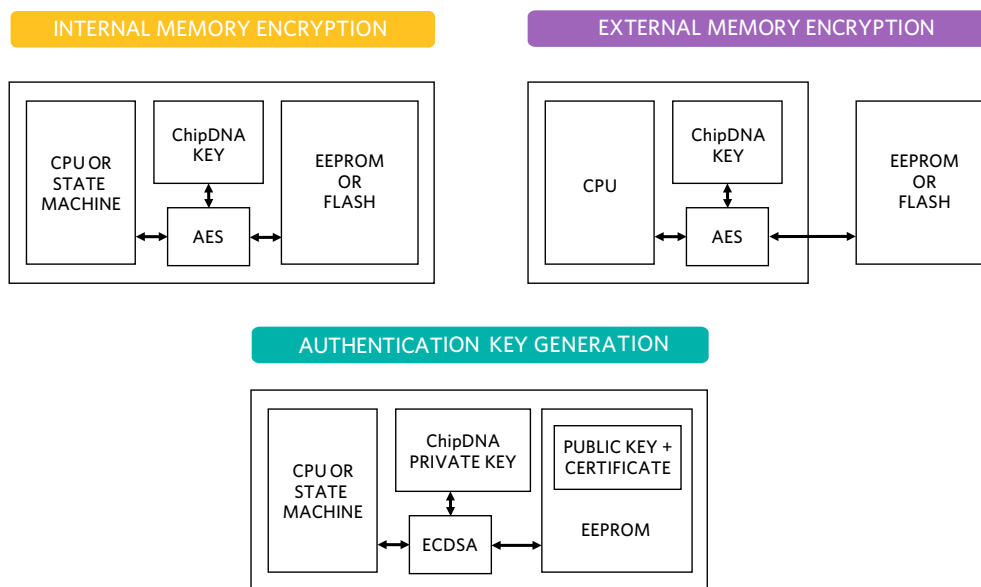 INTERNAL MEMORY ENCRYPTION
CPU OR
STATE
MACHINE
ChipDNA
KEY
AES
EEPROM
OR
FLASH
EXTERNAL MEMORY ENCRYPTION
CPU
ChipDNA
KEY
AES
EEPROM
OR
FLASH
AUTHENTICATION KEY GENERATION
CPU OR
STATE
MACHINE
ChipDNA
PRIVATE KEY
ECDSA
PUBLIC KEY +
CERTIFICATE
EEPROM